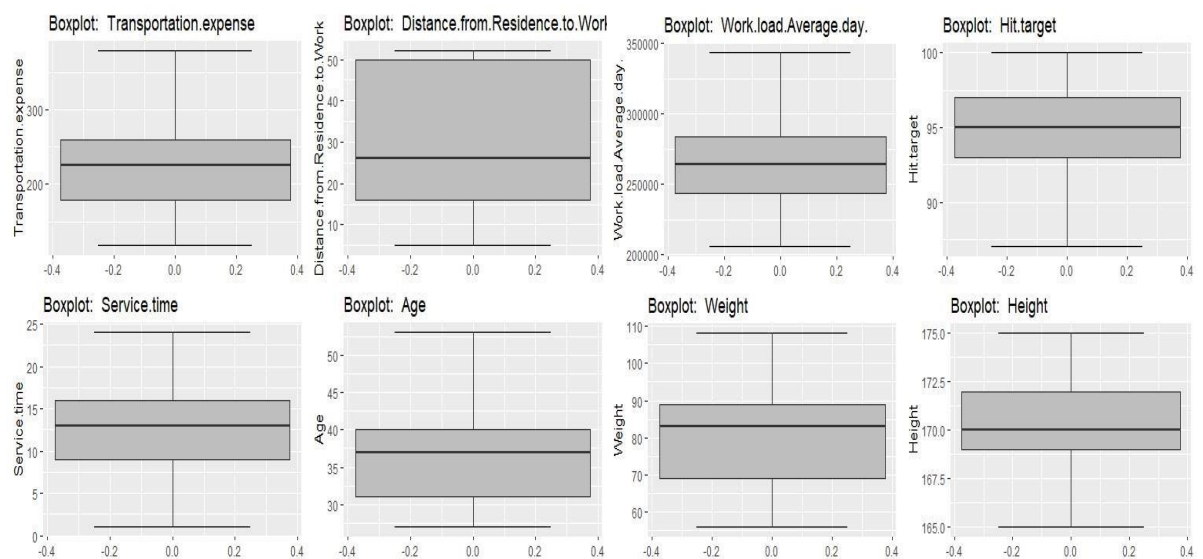 Boxplot: Transportation.expense
Transportation.expense
300
200
-0.4 -0.2 0.0 0.2 0.4
Boxplot: Distance.from.Residence.to.Work
Distance.from.Residence.to.Work
50
40
30
20
10
-0.4 -0.2 0.0 0.2 0.4
Boxplot: Work.load.Average.day.
Work.load.Average.day.
350000
300000
250000
200000
-0.4 -0.2 0.0 0.2 0.4
Boxplot: Hit.target
Hit.target
100
95
90
-0.4 -0.2 0.0 0.2 0.4
Boxplot: Service.time
Service.time
25
20
15
10
5
0
-0.4 -0.2 0.0 0.2 0.4
Boxplot: Age
Age
50
45
40
35
30
-0.4 -0.2 0.0 0.2 0.4
Boxplot: Weight
Weight
110
100
90
80
70
60
-0.4 -0.2 0.0 0.2 0.4
Boxplot: Height
Height
175.0
172.5
170.0
167.5
165.0
-0.4 -0.2 0.0 0.2 0.4